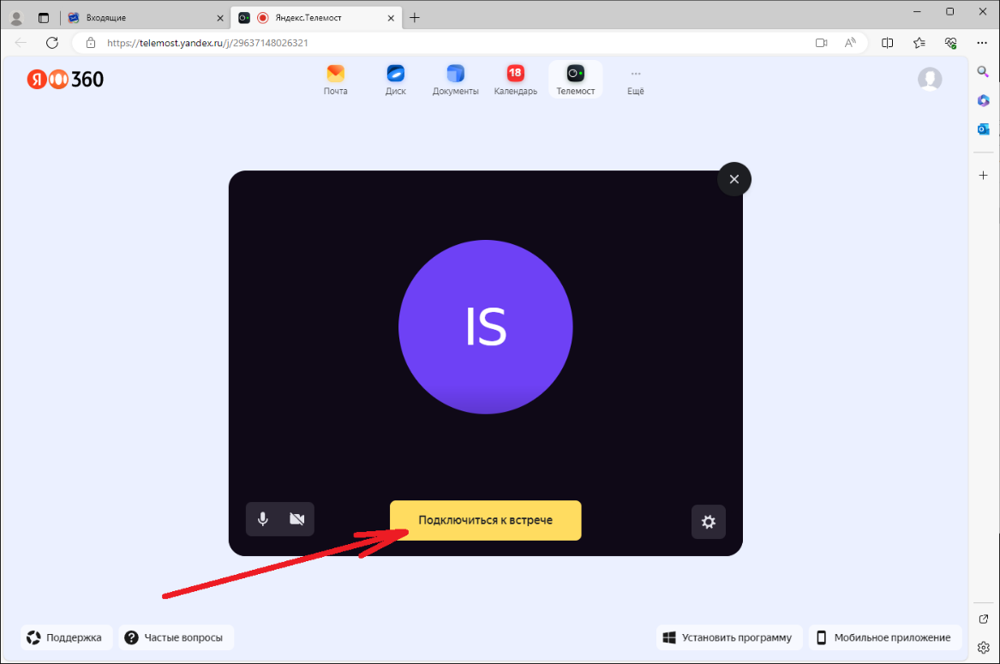 Входящие
Яндекс.Телемост
https://telemost.yandex.ru/j/29637148026321
Я 360
18
Почта
Диск
Документы
Календарь
Телемост
Ещё
IS
Подключиться к встрече
Поддержка
Частые вопросы
Установить программу
Мобильное приложение